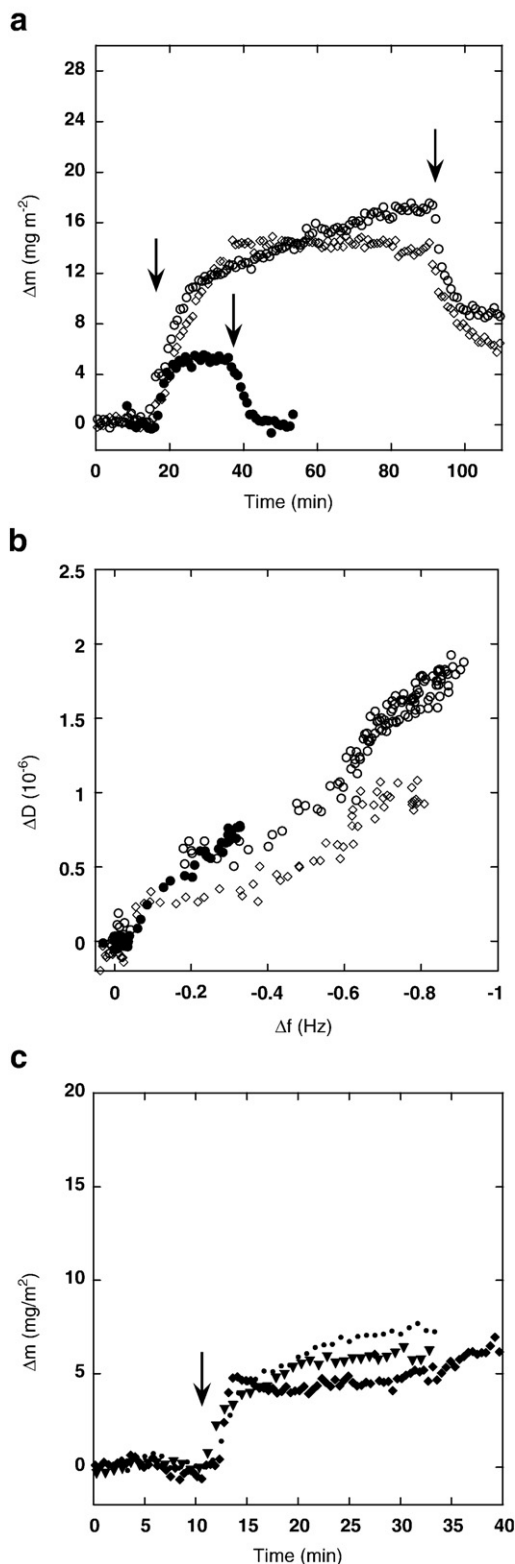 a
28
24
20
16
12
8
4
0
Δm (mg m⁻²)
0 20 40 60 80 100
Time (min)
b
2.5
2
1.5
1
0.5
0
ΔD (10⁻⁶)
0 -0.2 -0.4 -0.6 -0.8 -1
Δf (Hz)
c
20
15
10
5
0
Δm (mg/m²)
0 5 10 15 20 25 30 35 40
Time (min)